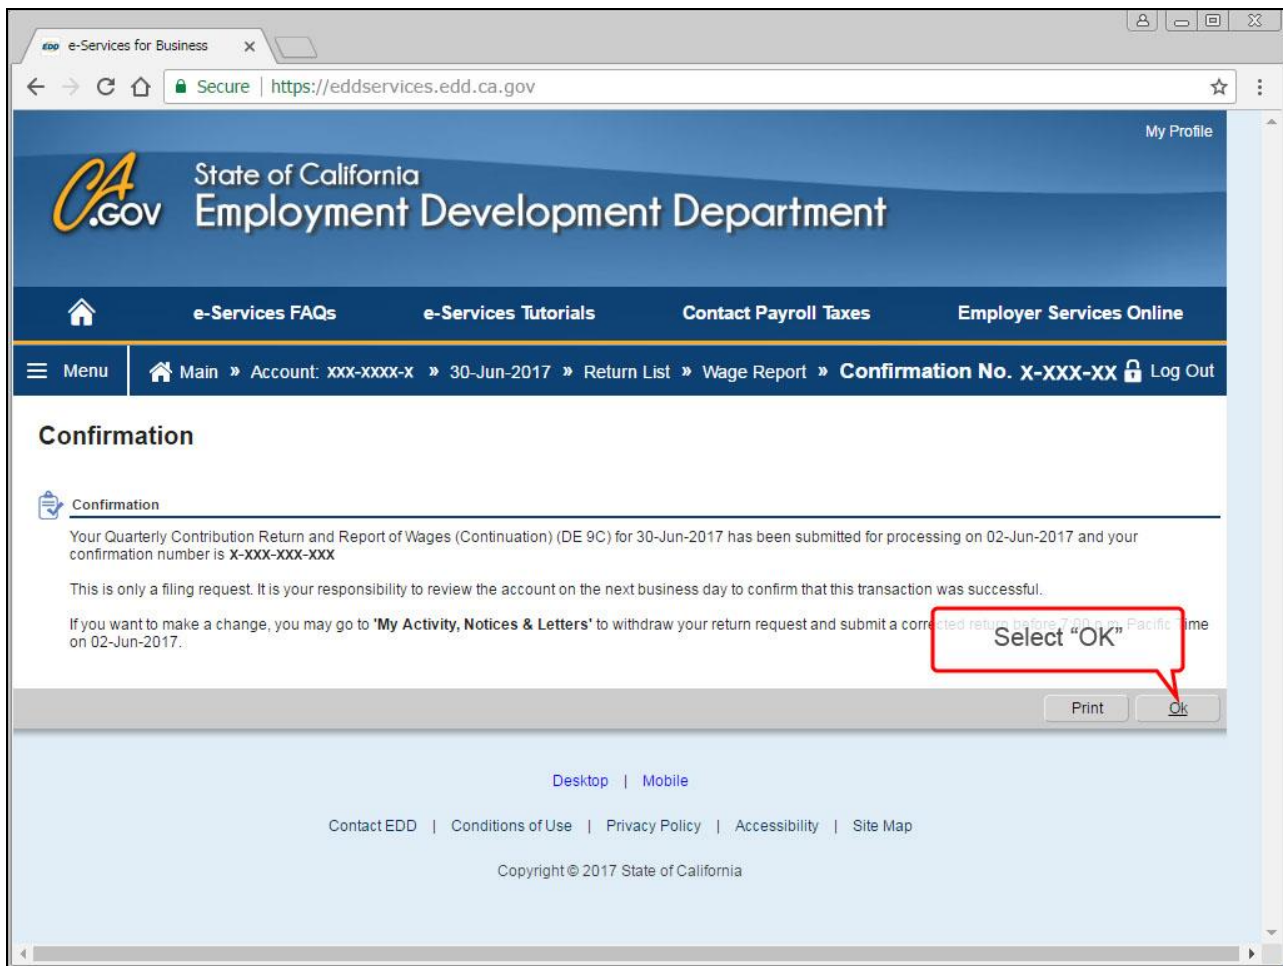 EDD e-Services for Business
Secure | https://eddservices.edd.ca.gov
My Profile
CA.GOV
State of California
Employment Development Department
e-Services FAQs e-Services Tutorials Contact Payroll Taxes Employer Services Online
Menu Main » Account: xxx-xxxx-x » 30-Jun-2017 » Return List » Wage Report » Confirmation No. X-XXX-XX Log Out
Confirmation
Confirmation
Your Quarterly Contribution Return and Report of Wages (Continuation) (DE 9C) for 30-Jun-2017 has been submitted for processing on 02-Jun-2017 and your
confirmation number is X-XXX-XXX-XXX
This is only a filing request. It is your responsibility to review the account on the next business day to confirm that this transaction was successful.
If you want to make a change, you may go to 'My Activity, Notices & Letters' to withdraw your return request and submit a corrected return before 7:00 p.m. Pacific Time
on 02-Jun-2017.
Select “OK”
Print Ok
Desktop | Mobile
Contact EDD | Conditions of Use | Privacy Policy | Accessibility | Site Map
Copyright © 2017 State of California